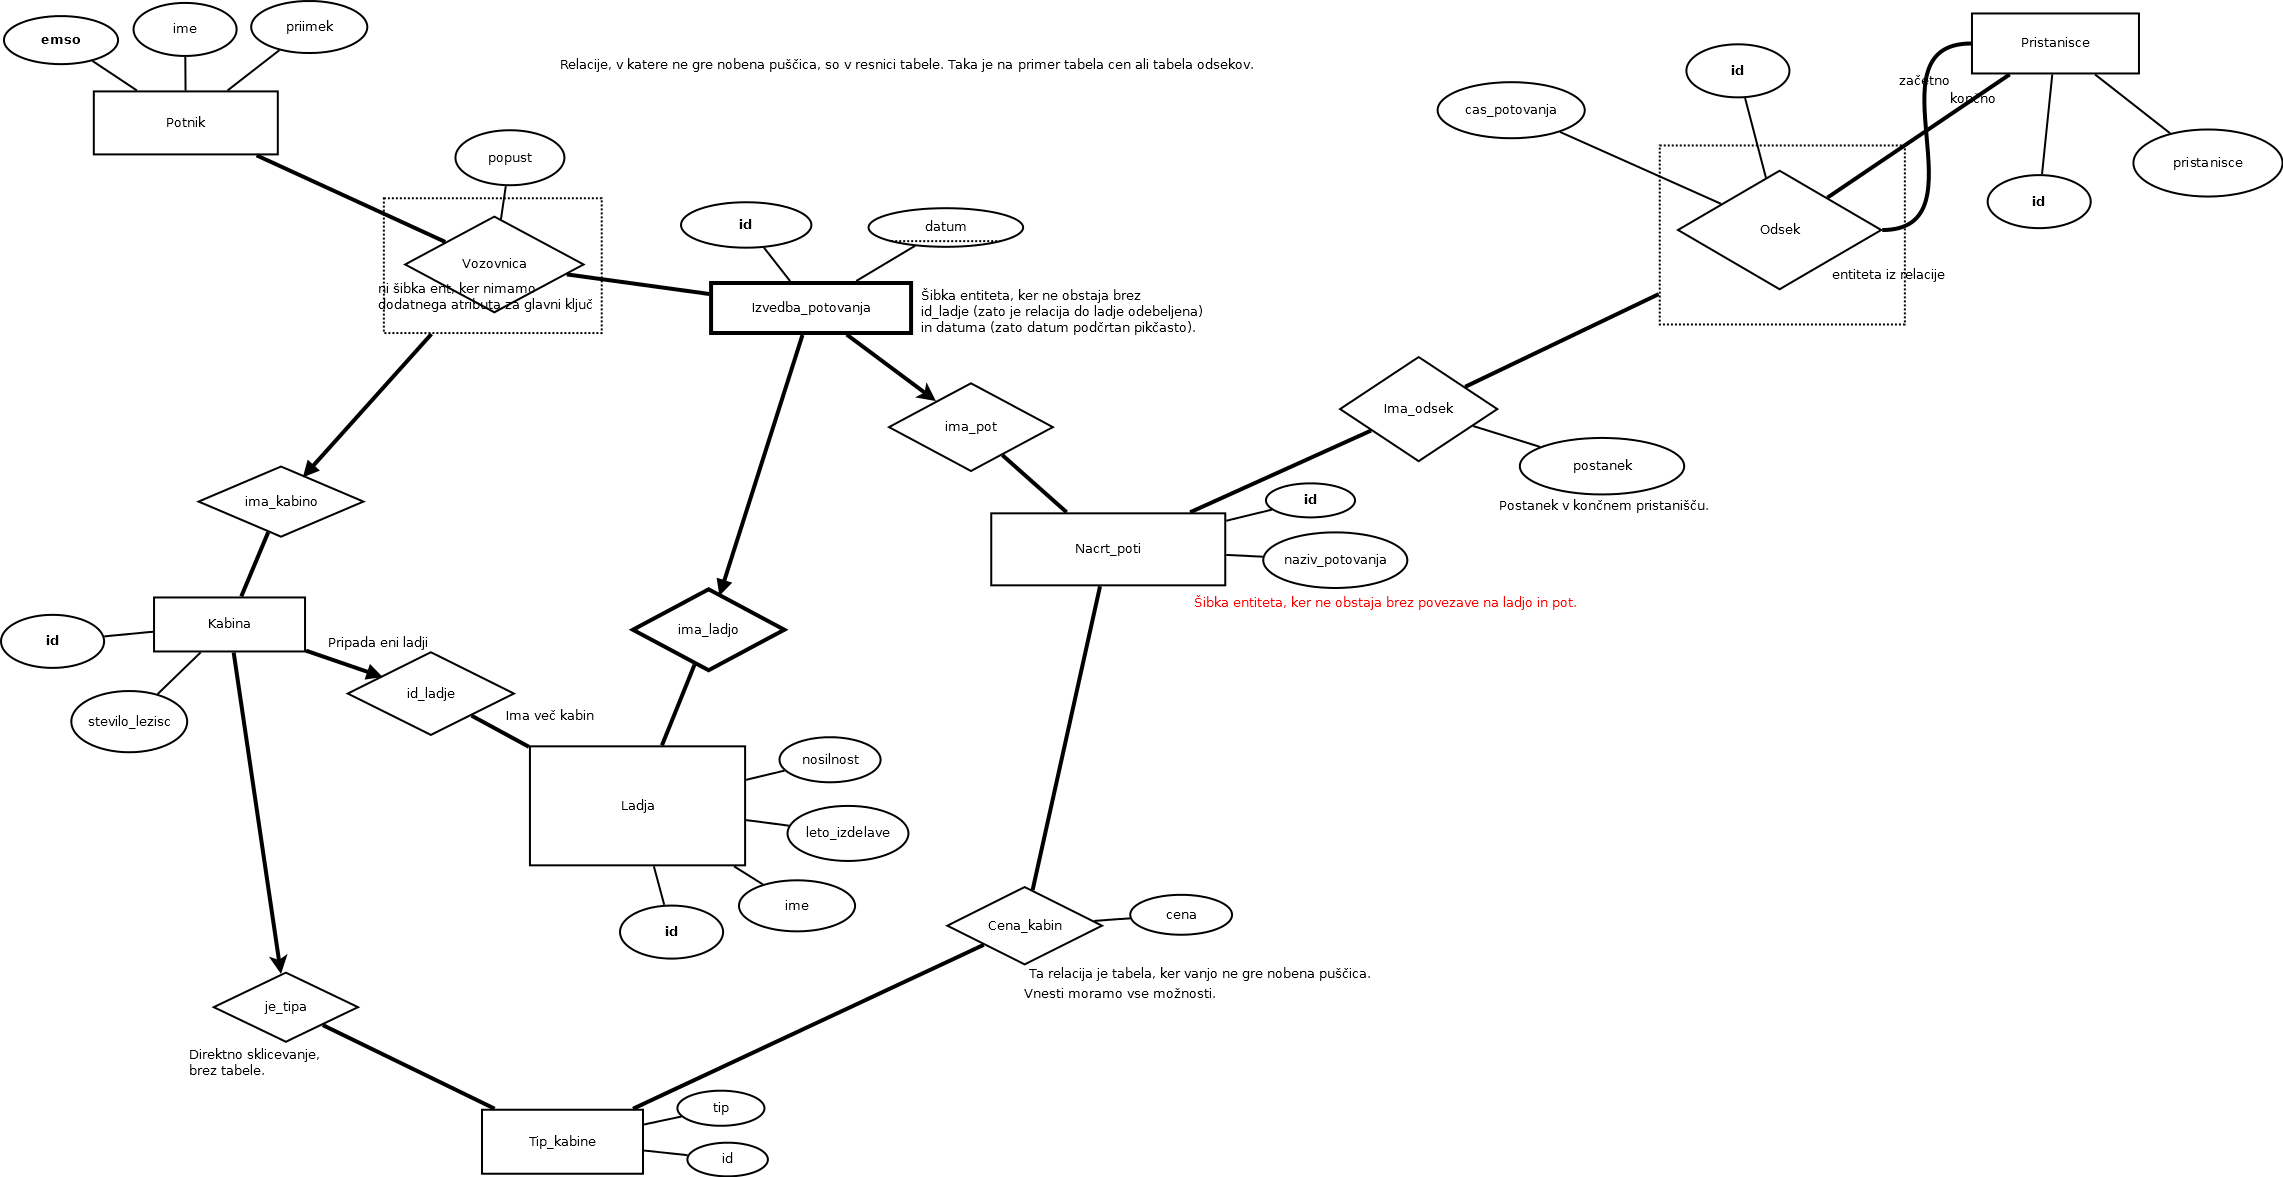 emso
ime
priimek
Potnik
Relacije, v katere ne gre nobena puščica, so v resnici tabele. Taka je na primer tabela cen ali tabela odsekov.
popust
Vozovnica
ni šibka ent, ker nimamo
dodatnega atributa za glavni ključ
id
datum
Izvedba_potovanja
Šibka entiteta, ker ne obstaja brez
id_ladje (zato je relacija do ladje odebeljena)
in datuma (zato datum podčrtan pikčasto).
cas_potovanja
id
Pristanisce
začetno
končno
id
pristanisce
Odsek
entiteta iz relacije
ima_pot
Ima_odsek
postanek
Postanek v končnem pristanišču.
id
Nacrt_poti
naziv_potovanja
Šibka entiteta, ker ne obstaja brez povezave na ladjo in pot.
ima_kabino
Kabina
id
stevilo_lezisc
Pripada eni ladji
id_ladje
Ima več kabin
ima_ladjo
Ladja
nosilnost
leto_izdelave
ime
id
Cena_kabin
cena
Ta relacija je tabela, ker vanjo ne gre nobena puščica.
Vnesti moramo vse možnosti.
je_tipa
Direktno sklicevanje,
brez tabele.
Tip_kabine
tip
id